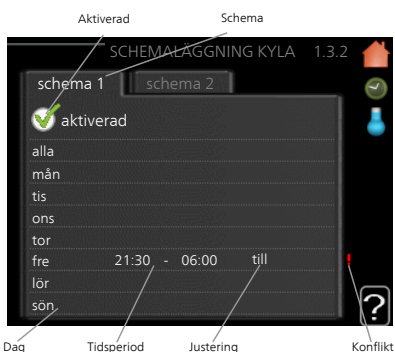 Aktiverad Schema
SCHEMALÄGGNING KYLA 1.3.2
schema 1 schema 2
aktiverad
alla
mån
tis
ons
tor
fre 21:30 - 06:00 till
lör
sön
?
Dag Tidsperiod Justering Konflikt